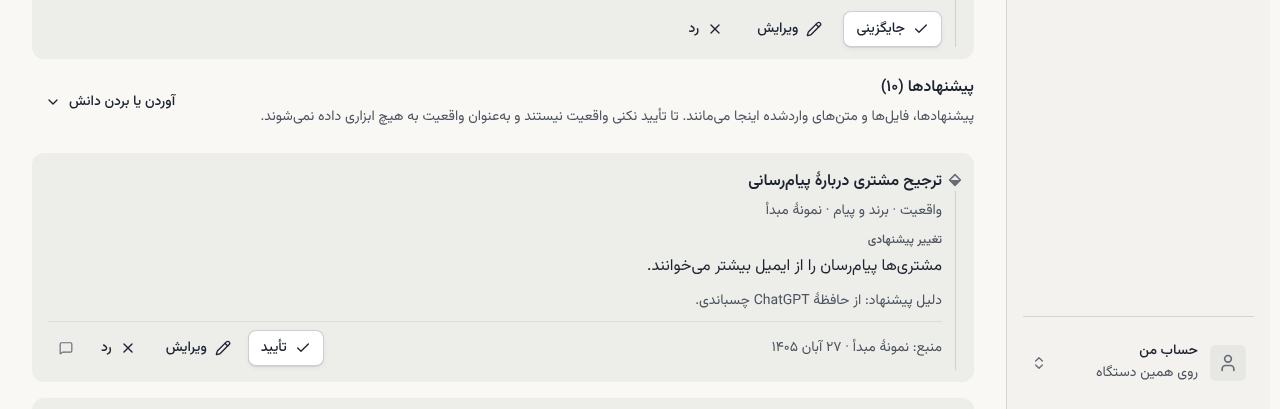 جایگزینی
ویرایش
رد
پیشنهادها (۱۰)
آوردن یا بردن دانش
پیشنهادها، فایل‌ها و متن‌های واردشده اینجا می‌مانند. تا تأیید نکنی واقعیت نیستند و به‌عنوان واقعیت به هیچ ابزاری داده نمی‌شوند.
ترجیح مشتری دربارهٔ پیام‌رسانی
واقعیت · برند و پیام · نمونهٔ مبدأ
تغییر پیشنهادی
مشتری‌ها پیام‌رسان را از ایمیل بیشتر می‌خوانند.
دلیل پیشنهاد: از حافظهٔ ChatGPT چسباندی.
منبع: نمونهٔ مبدأ · ۲۷ آبان ۱۴۰۵
تأیید
ویرایش
رد
حساب من
روی همین دستگاه